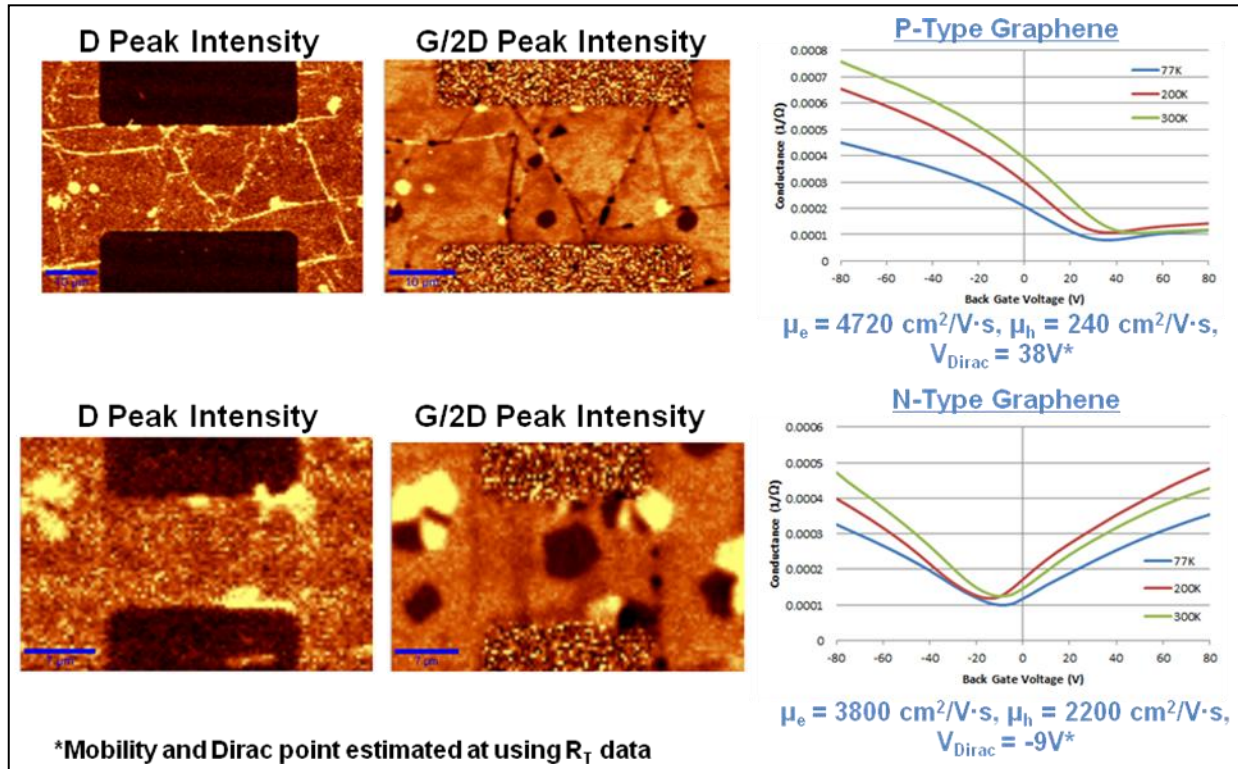 D Peak Intensity
G/2D Peak Intensity
P-Type Graphene
10 µm
10 µm
Conductance (1/Ω)
0.0008
0.0007
0.0006
0.0005
0.0004
0.0003
0.0002
0.0001
0
-80 -60 -40 -20 0 20 40 60 80
Back Gate Voltage (V)
77K
200K
300K
µe = 4720 cm²/V·s, µh = 240 cm²/V·s,
VDirac = 38V*
D Peak Intensity
G/2D Peak Intensity
N-Type Graphene
7 µm
7 µm
Conductance (1/Ω)
0.0006
0.0005
0.0004
0.0003
0.0002
0.0001
0
-80 -60 -40 -20 0 20 40 60 80
Back Gate Voltage (V)
77K
200K
300K
µe = 3800 cm²/V·s, µh = 2200 cm²/V·s,
VDirac = -9V*
*Mobility and Dirac point estimated at using RT data